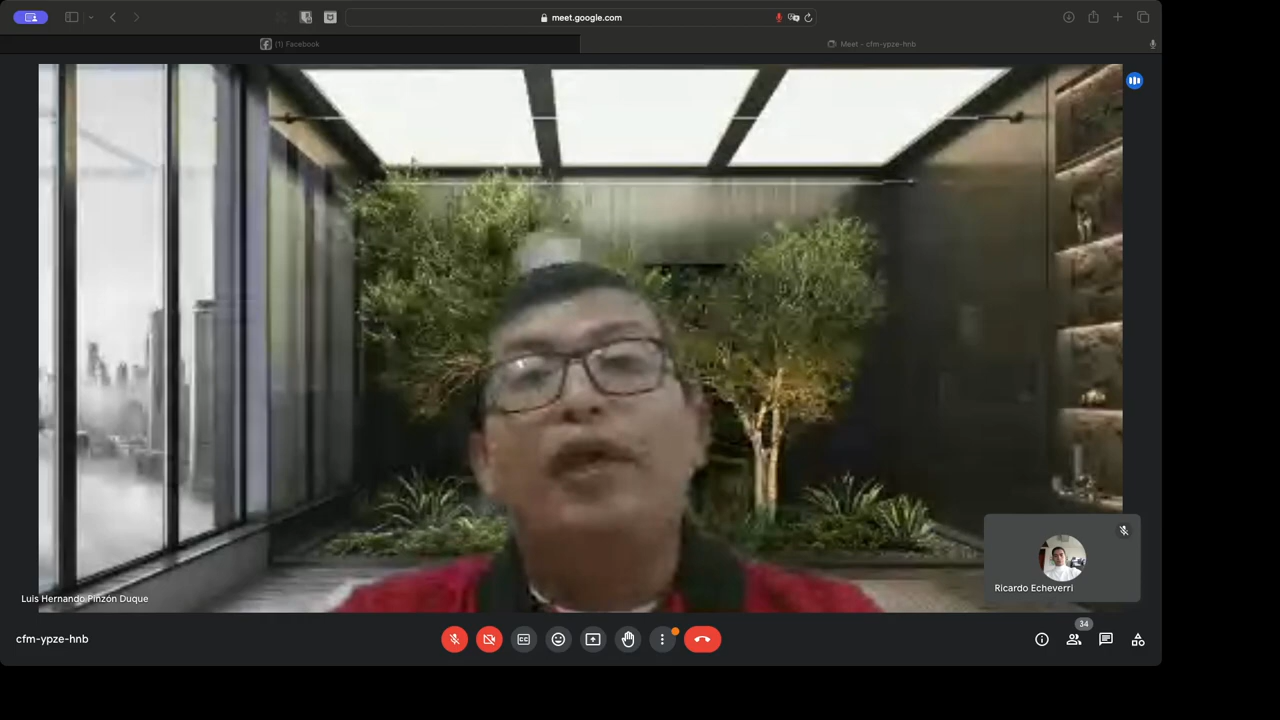 meet.google.com
(1) Facebook
Meet - cfm-ypze-hnb
Luis Hernando Pinzón Duque
Ricardo Echeverri
cfm-ypze-hnb
CC
34